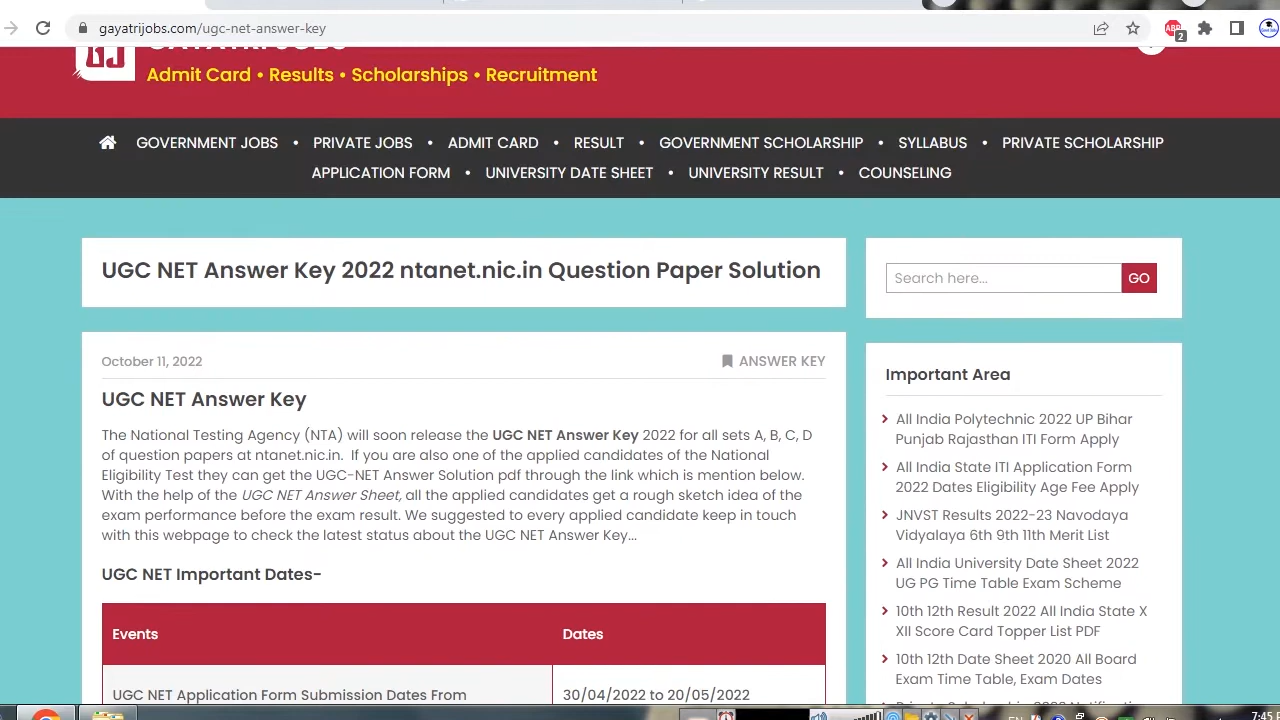 gayatrijobs.com/ugc-net-answer-key
ABP
2
GAYATRI JOBS
Admit Card • Results • Scholarships • Recruitment
GOVERNMENT JOBS • PRIVATE JOBS • ADMIT CARD • RESULT • GOVERNMENT SCHOLARSHIP • SYLLABUS • PRIVATE SCHOLARSHIP
APPLICATION FORM • UNIVERSITY DATE SHEET • UNIVERSITY RESULT • COUNSELING
UGC NET Answer Key 2022 ntanet.nic.in Question Paper Solution
October 11, 2022 ANSWER KEY
UGC NET Answer Key
The National Testing Agency (NTA) will soon release the UGC NET Answer Key 2022 for all sets A, B, C, D
of question papers at ntanet.nic.in. If you are also one of the applied candidates of the National
Eligibility Test they can get the UGC-NET Answer Solution pdf through the link which is mention below.
With the help of the UGC NET Answer Sheet, all the applied candidates get a rough sketch idea of the
exam performance before the exam result. We suggested to every applied candidate keep in touch
with this webpage to check the latest status about the UGC NET Answer Key…
UGC NET Important Dates-
Events Dates
UGC NET Application Form Submission Dates From 30/04/2022 to 20/05/2022
Search here... GO
Important Area
All India Polytechnic 2022 UP Bihar
Punjab Rajasthan ITI Form Apply
All India State ITI Application Form
2022 Dates Eligibility Age Fee Apply
JNVST Results 2022-23 Navodaya
Vidyalaya 6th 9th 11th Merit List
All India University Date Sheet 2022
UG PG Time Table Exam Scheme
10th 12th Result 2022 All India State X
XII Score Card Topper List PDF
10th 12th Date Sheet 2020 All Board
Exam Time Table, Exam Dates
EN
7:45